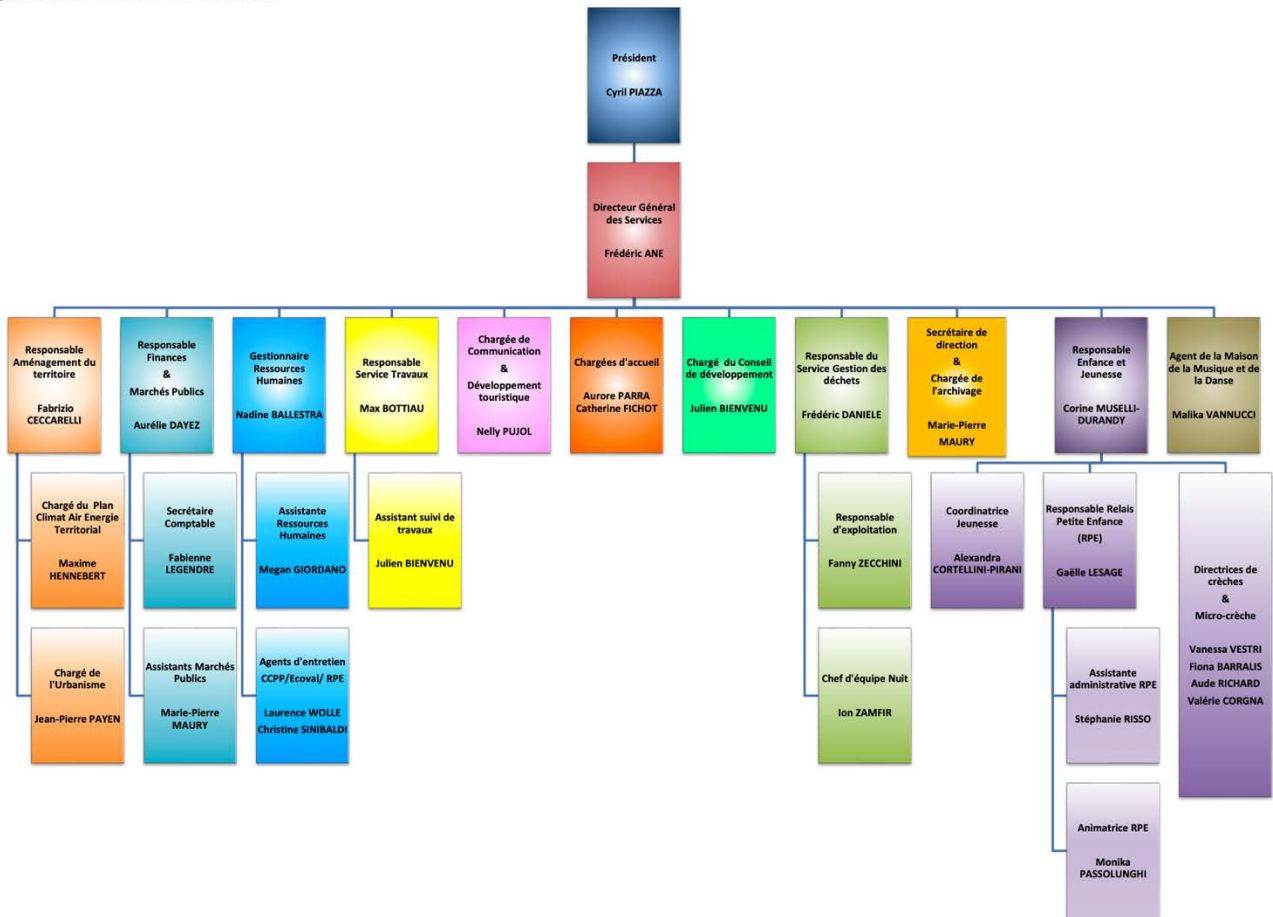 Président
Cyril PIAZZA
Directeur Général
des Services
Frédéric ANE
Responsable
Aménagement du
territoire
Fabrizio
CECCARELLI
Responsable
Finances
&
Marchés Publics
Aurélie DAYEZ
Gestionnaire
Ressources
Humaines
Nadine BALLESTRA
Responsable
Service Travaux
Max BOTTIAU
Chargée de
Communication
&
Développement
touristique
Nelly PUJOL
Chargées d'accueil
Aurore PARRA
Catherine FICHOT
Chargé du Conseil
de développement
Julien BIENVENU
Responsable du
Service Gestion des
déchets
Frédéric DANIELE
Secrétaire de
direction
&
Chargée de
l'archivage
Marie-Pierre
MAURY
Responsable
Enfance et
Jeunesse
Corine MUSELLI-
DURANDY
Agent de la Maison
de la Musique et de
la Danse
Malika VANNUCCI
Chargé du Plan
Climat Air Energie
Territorial
Maxime
HENNEBERT
Secrétaire
Comptable
Fabienne
LEGENDRE
Assistante
Ressources
Humaines
Megan GIORDANO
Assistant suivi de
travaux
Julien BIENVENU
Responsable
d'exploitation
Fanny ZECCHINI
Coordinatrice
Jeunesse
Alexandra
CORTELLINI-PIRANI
Responsable Relais
Petite Enfance
(RPE)
Gaëlle LESAGE
Directrices de
crèches
&
Micro-crèche
Vanessa VESTRI
Fiona BARRALIS
Aude RICHARD
Valérie CORGNA
Chargé de
l'Urbanisme
Jean-Pierre PAYEN
Assistants Marchés
Publics
Marie-Pierre
MAURY
Agents d'entretien
CCPP/Ecoval/ RPE
Laurence WOLLE
Christine SINIBALDI
Chef d'équipe Nuit
Ion ZAMFIR
Assistante
administrative RPE
Stéphanie RISSO
Animatrice RPE
Monika
PASSOLUNGHI